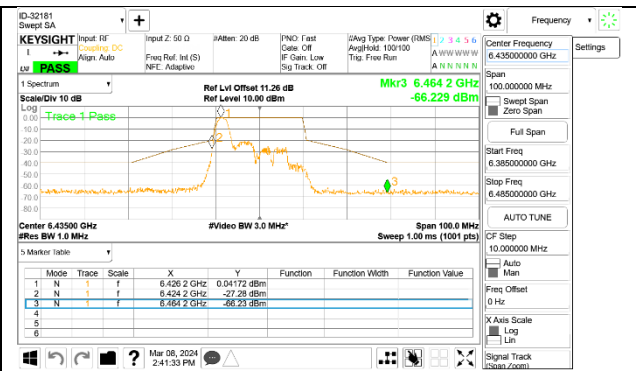 ID-32181
Swept SA
+
Frequency
KEYSIGHT
Input: RF
Coupling: DC
Align: Auto
Input Z: 50 Ω
Freq Ref: Int (S)
NFE: Adaptive
#Atten: 20 dB
PNO: Fast
Gate: Off
IF Gain: Low
Sig Track: Off
#Avg Type: Power (RMS
Avg|Hold: 100/100
Trig: Free Run
1 2 3 4 5 6
A W W W W W
A N N N N N
PASS
1 Spectrum
Scale/Div 10 dB
Ref Lvl Offset 11.26 dB
Ref Level 10.00 dBm
Mkr3 6.464 2 GHz
-66.229 dBm
Log
Trace 1 Pass
0.00
-10.0
-20.0
-30.0
-40.0
-50.0
-60.0
-70.0
-80.0
1
2
3
Center 6.43500 GHz
#Res BW 1.0 MHz
#Video BW 3.0 MHz*
Span 100.0 MHz
Sweep 1.00 ms (1001 pts)
5 Marker Table
Mode Trace Scale X Y Function Function Width Function Value
1 N 1 f 6.426 2 GHz 0.04172 dBm
2 N 1 f 6.424 2 GHz -27.28 dBm
3 N 1 f 6.464 2 GHz -66.23 dBm
4
5
6
Mar 08, 2024
2:41:33 PM
Center Frequency
6.435000000 GHz
Settings
Span
100.000000 MHz
Swept Span
Zero Span
Full Span
Start Freq
6.385000000 GHz
Stop Freq
6.485000000 GHz
AUTO TUNE
CF Step
10.000000 MHz
Auto
Man
Freq Offset
0 Hz
X Axis Scale
Log
Lin
Signal Track
(Span Zoom)